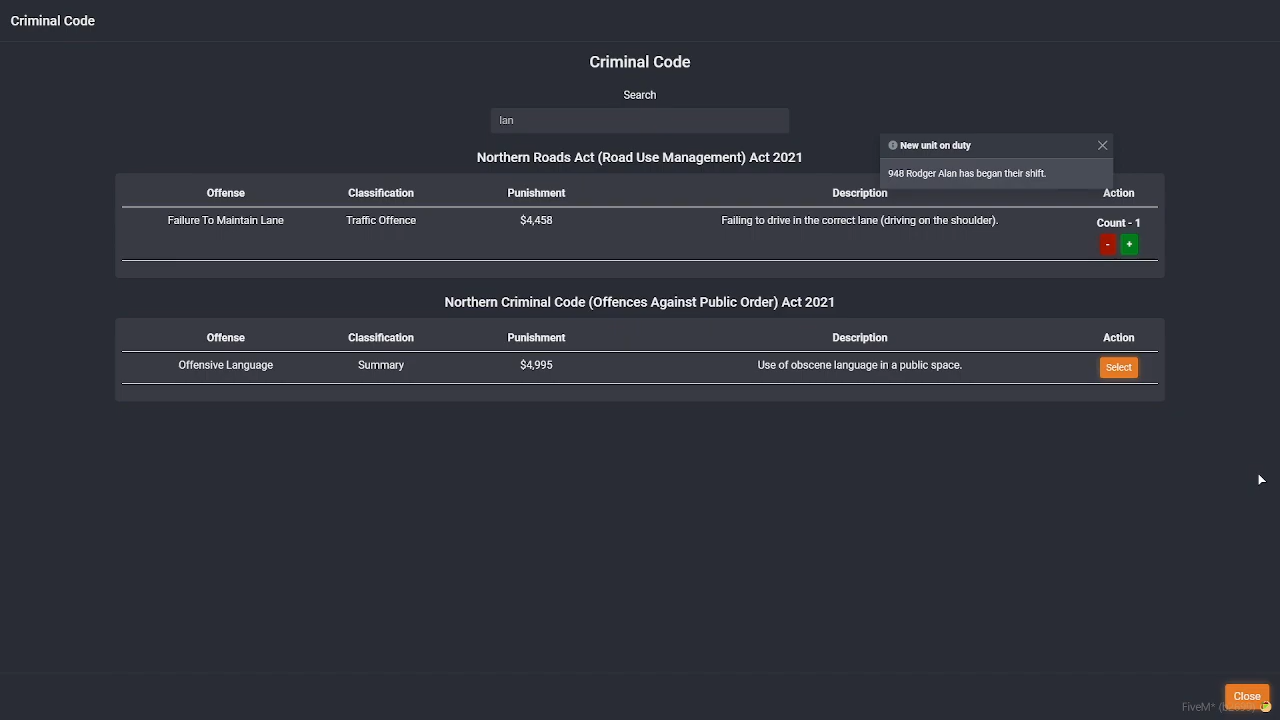 Criminal Code
Criminal Code
Search
lan
Northern Roads Act (Road Use Management) Act 2021
New unit on duty
948 Rodger Alan has began their shift.
Offense Classification Punishment Description Action
Failure To Maintain Lane Traffic Offence $4,458 Failing to drive in the correct lane (driving on the shoulder). Count - 1
- +
Northern Criminal Code (Offences Against Public Order) Act 2021
Offense Classification Punishment Description Action
Offensive Language Summary $4,995 Use of obscene language in a public space. Select
Close
FiveM*